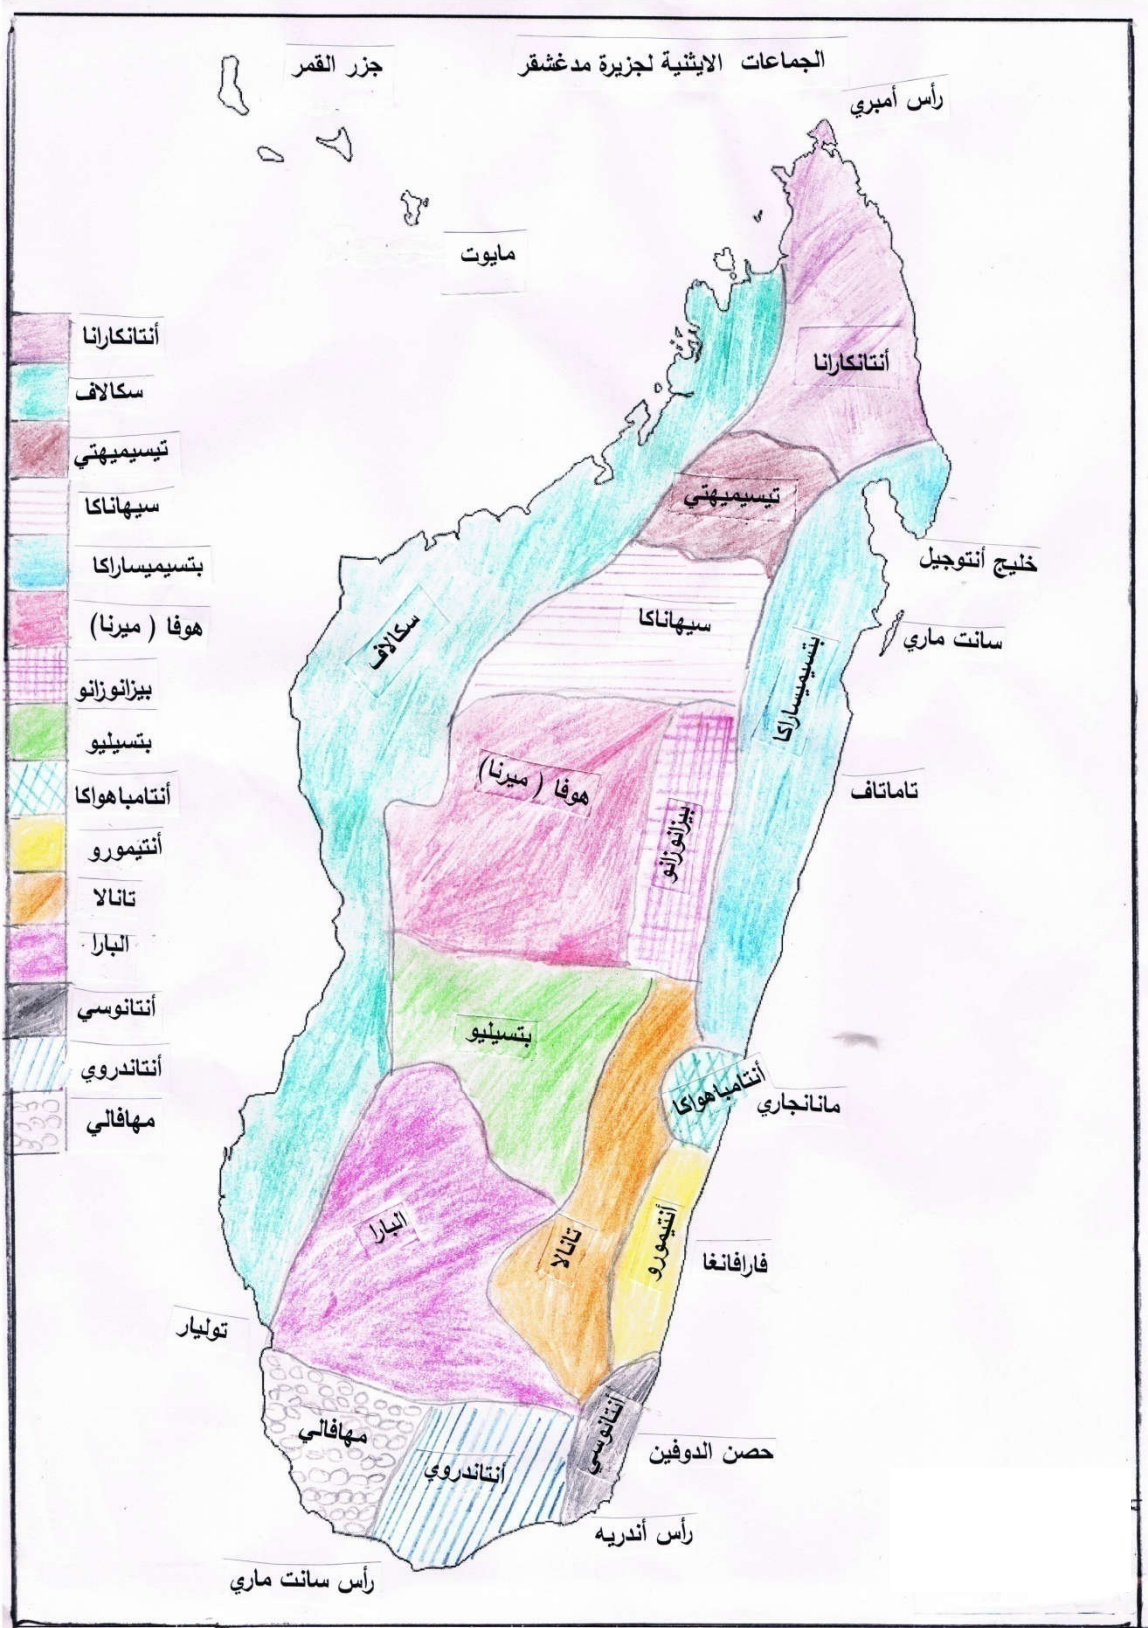 الجماعات الايثنية لجزيرة مدغشقر
جزر القمر
رأس أمبري
مايوت
أنتانكارانا
سكالاف
تيسيميهتي
سيهاناكا
بتسيميساراكا
هوفا ( ميرنا)
بيزانوزانو
بتسيليو
أنتامباهواكا
أنتيمورو
تانالا
البارا
أنتانوسي
أنتاندروي
مهافالي
أنتانكارانا
تيسيميهتي
خليج أنتوجيل
سيهاناكا
سكالاف
سانت ماري
بتسيميساراكا
هوفا ( ميرنا)
تاماتاف
بيزانوزانو
بتسيليو
أنتامباهواكا
مانانجاري
البارا
تانالا
أنتيمورو
فارافانغا
توليار
مهافالي
أنتاندروي
أنتانوسي
حصن الدوفين
رأس أندريه
رأس سانت ماري